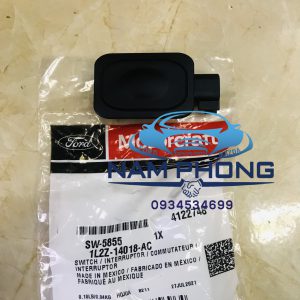 Ford
Motorcraft
NAM PHONG
0934534699
4122746
SW-5855 1X
1L2Z-14018-AC
SWITCH / INTERRUPTOR / COMMUTATEUR /
INTERRUPTOR
MADE IN MEXICO / FABRICADO EN MÉXICO /
FABRIQUÉ AU MEXIQUE